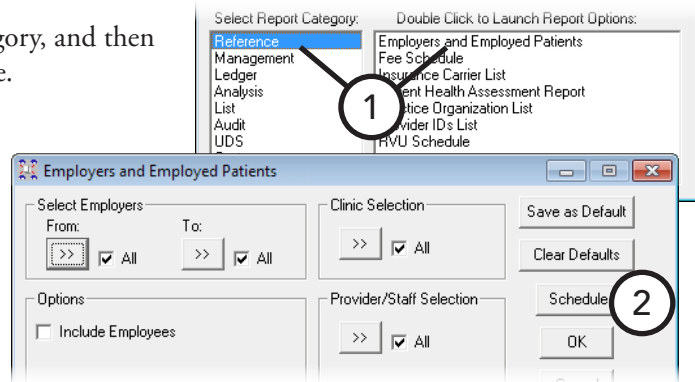 gory, and then
e.
Select Report Category: Double Click to Launch Report Options:
Reference
Management
Ledger
Analysis
List
Audit
UDS
Employers and Employed Patients
Fee Schedule
Insurance Carrier List
ent Health Assessment Report
ctice Organization List
vider IDs List
RVU Schedule
1
Employers and Employed Patients
Select Employers
From: To:
>> All >> All
Clinic Selection
>> All
Save as Default
Clear Defaults
Options
Include Employees
Provider/Staff Selection
>> All
Schedule
2
OK